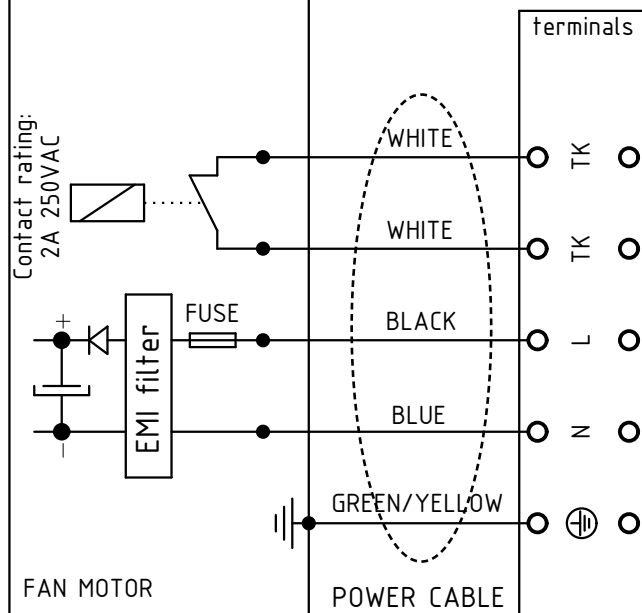 terminals
Contact rating:
2A 250VAC
WHITE
TK
WHITE
TK
+
FUSE
BLACK
L
EMI filter
BLUE
N
-
GREEN/YELLOW
FAN MOTOR
POWER CABLE